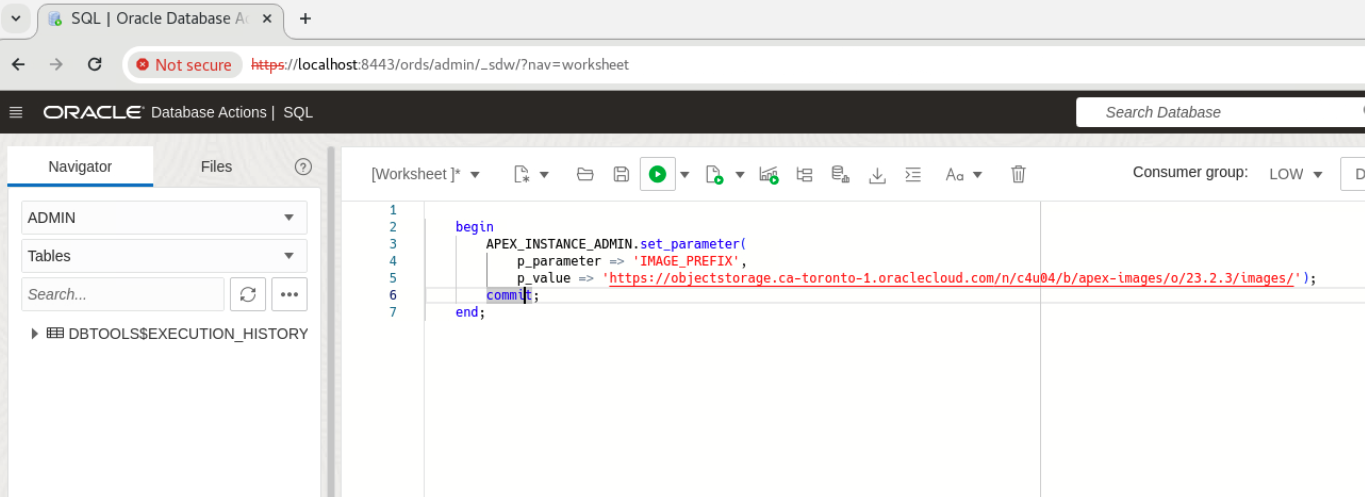 SQL | Oracle Database Ac
Not secure https://localhost:8443/ords/admin/_sdw/?nav=worksheet
ORACLE Database Actions | SQL
Search Database
Navigator
Files
ADMIN
Tables
Search...
DBTOOLS$EXECUTION_HISTORY
[Worksheet ]*
Aa
Consumer group: LOW
1
2 begin
3 APEX_INSTANCE_ADMIN.set_parameter(
4 p_parameter => 'IMAGE_PREFIX',
5 p_value => 'https://objectstorage.ca-toronto-1.oraclecloud.com/n/c4u04/b/apex-images/o/23.2.3/images/');
6 commit;
7 end;